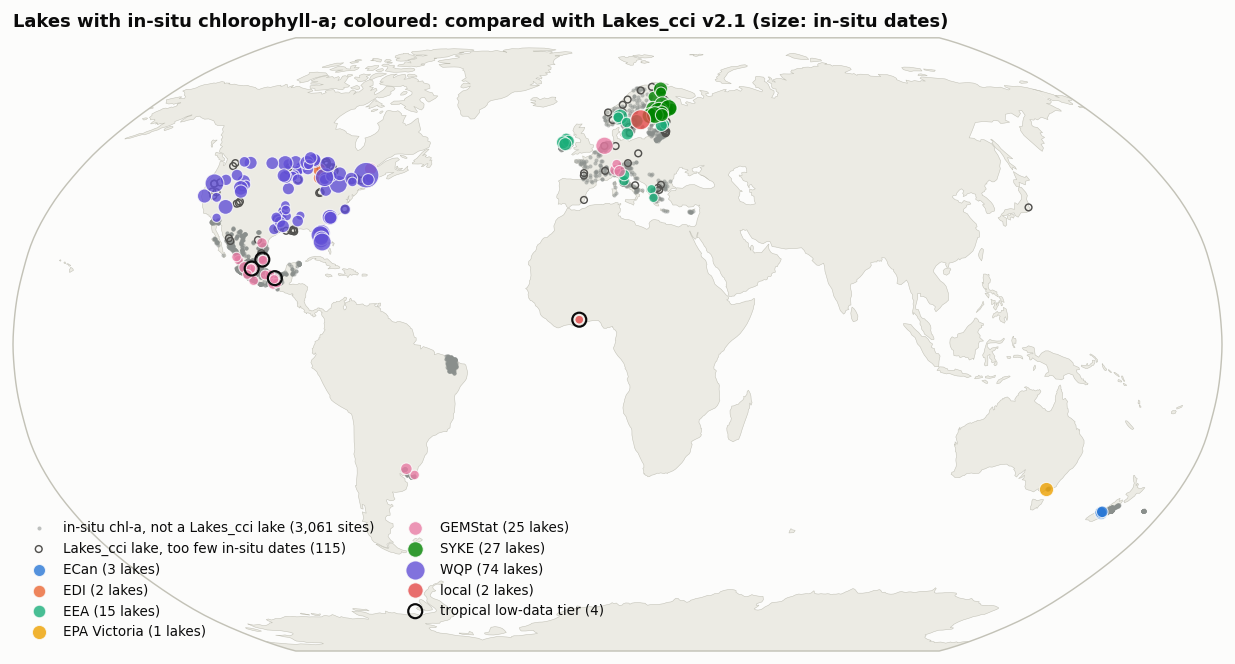 Lakes with in-situ chlorophyll-a; coloured: compared with Lakes_cci v2.1 (size: in-situ dates)
in-situ chl-a, not a Lakes_cci lake (3,061 sites)
Lakes_cci lake, too few in-situ dates (115)
ECan (3 lakes)
EDI (2 lakes)
EEA (15 lakes)
EPA Victoria (1 lakes)
GEMStat (25 lakes)
SYKE (27 lakes)
WQP (74 lakes)
local (2 lakes)
tropical low-data tier (4)